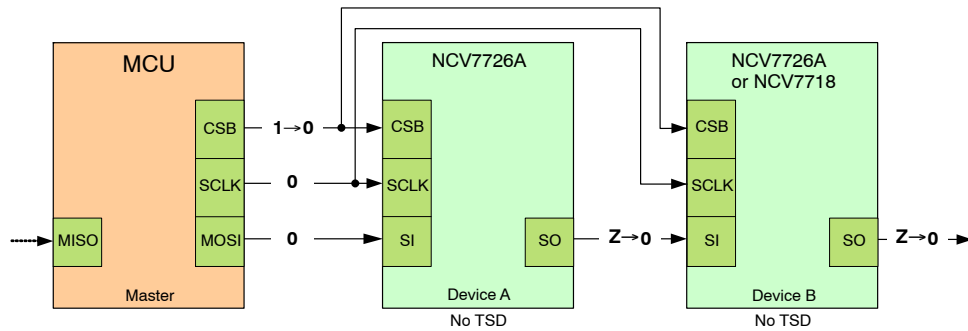 MCU
NCV7726A
NCV7726A
or NCV7718
CSB
1→0
CSB
CSB
SCLK
0
SCLK
SCLK
MISO
MOSI
0
SI
SO
Z→0
SI
SO
Z→0
Master
Device A
Device B
No TSD
No TSD